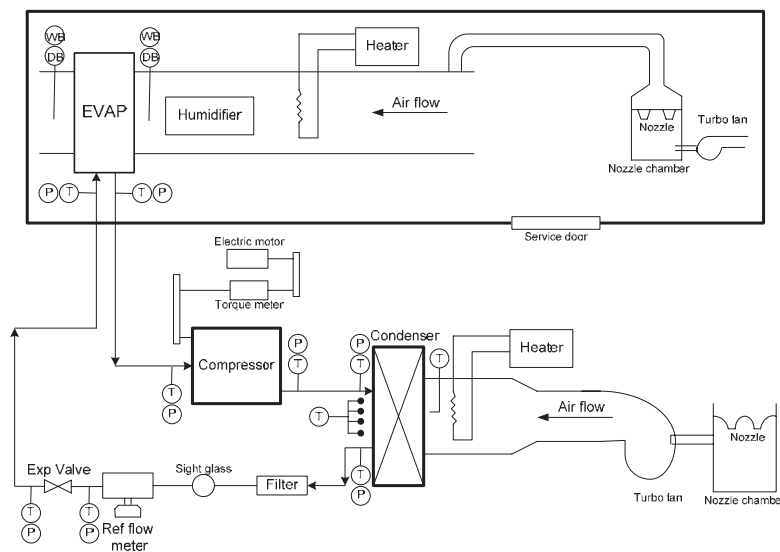 WB
WB
DB
DB
Heater
EVAP
Humidifier
Air flow
Nozzle
Turbo fan
Nozzle chamber
P
T
T
P
Service door
Electric motor
Torque meter
Condenser
Compressor
P
T
P
T
T
Heater
T
P
T
Air flow
Nozzle
Exp Valve
Sight glass
Filter
T
P
Turbo fan
Nozzle chamber
T
P
T
P
Ref flow
meter